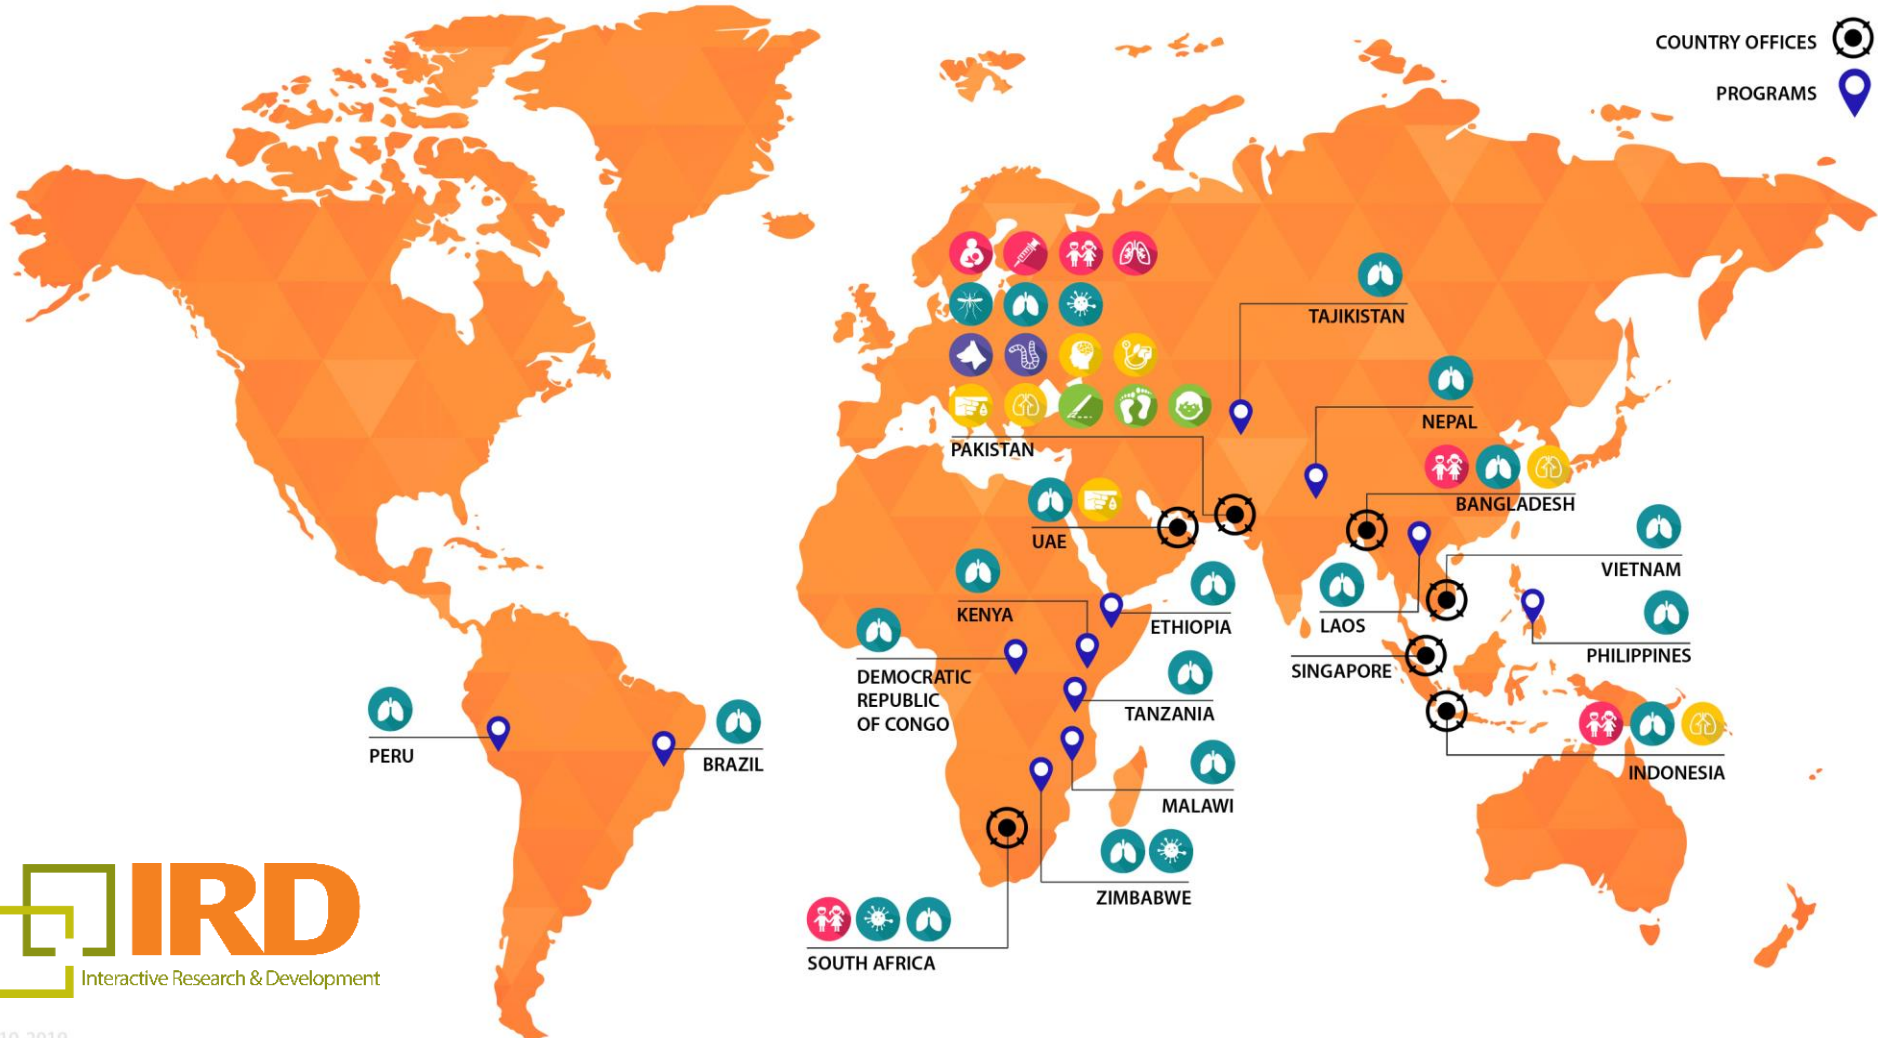 COUNTRY OFFICES
PROGRAMS
TAJIKISTAN
NEPAL
PAKISTAN
BANGLADESH
UAE
VIETNAM
KENYA
ETHIOPIA
LAOS
PHILIPPINES
SINGAPORE
DEMOCRATIC
REPUBLIC
OF CONGO
TANZANIA
PERU
BRAZIL
INDONESIA
MALAWI
ZIMBABWE
SOUTH AFRICA
IRD
Interactive Research & Development